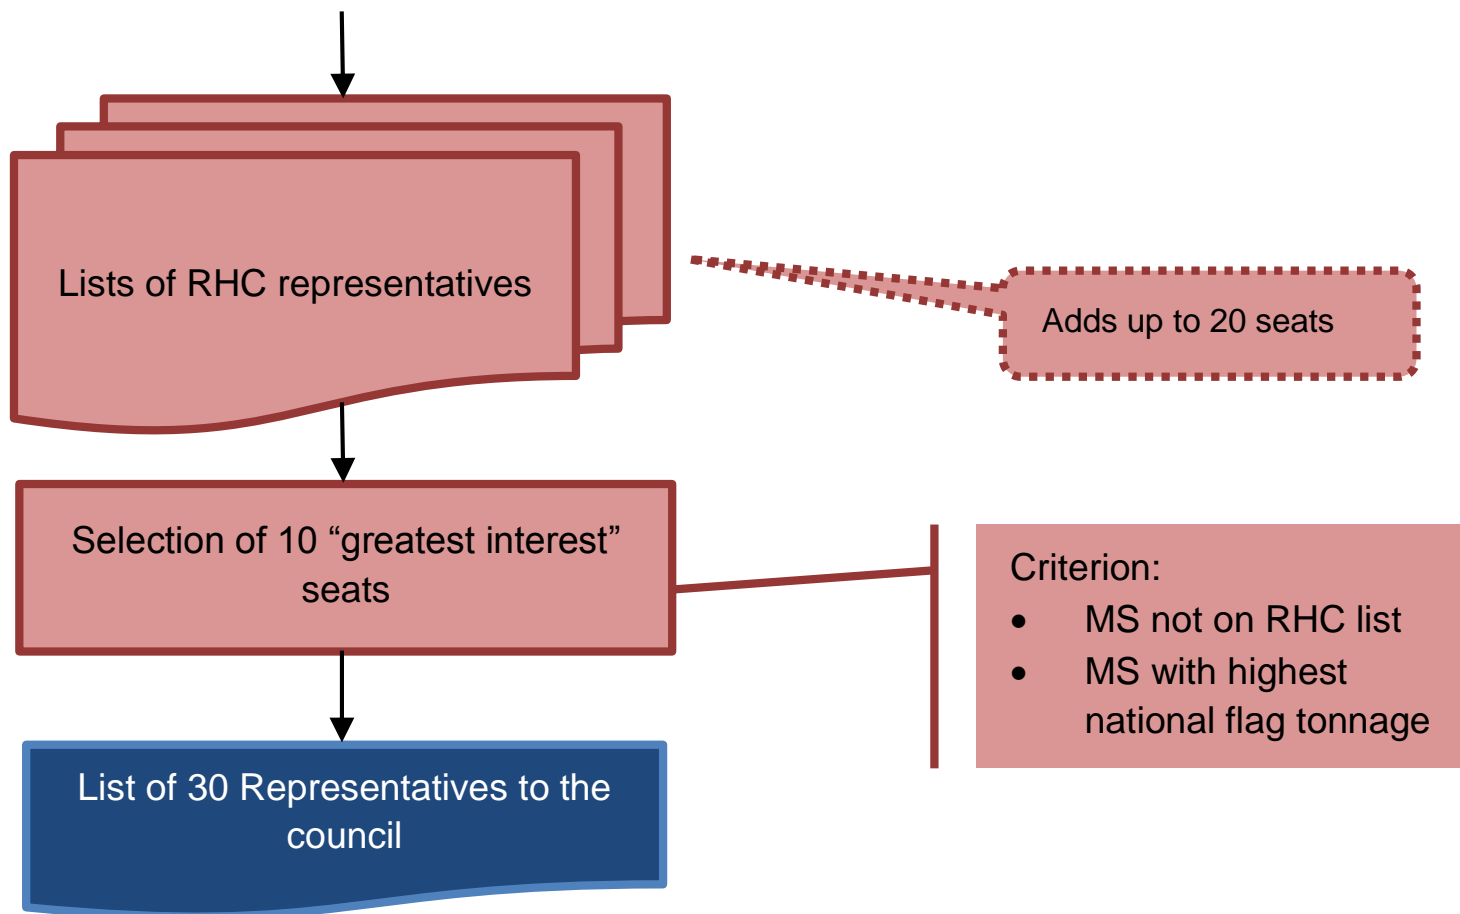 Lists of RHC representatives
Adds up to 20 seats
Selection of 10 “greatest interest”
seats
Criterion:
• MS not on RHC list
• MS with highest
national flag tonnage
List of 30 Representatives to the
council